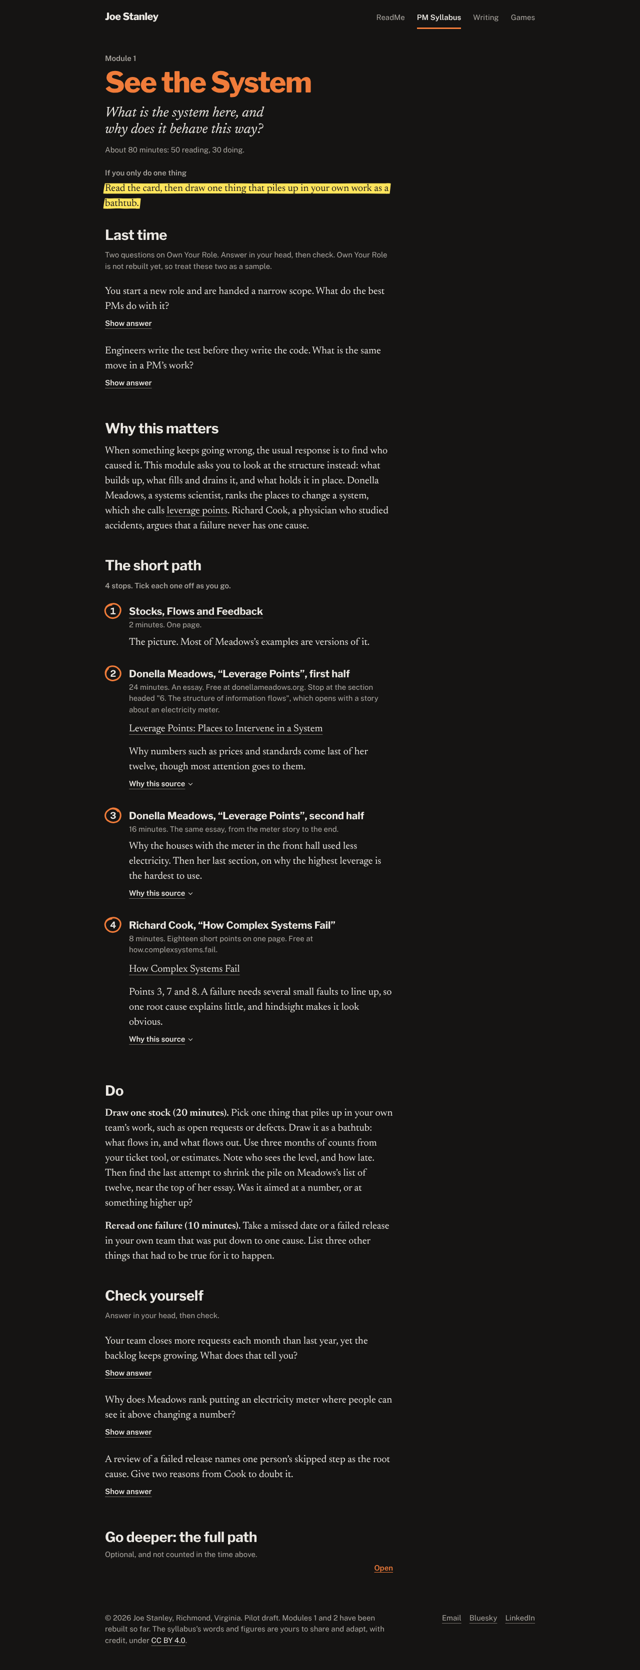 Joe Stanley
ReadMe PM Syllabus Writing Games
Module 1
See the System
What is the system here, and
why does it behave this way?
About 80 minutes: 50 reading, 30 doing.
If you only do one thing
Read the card, then draw one thing that piles up in your own work as a
bathtub.
Last time
Two questions on Own Your Role. Answer in your head, then check. Own Your Role
is not rebuilt yet, so treat these two as a sample.
You start a new role and are handed a narrow scope. What do the best
PMs do with it?
Show answer
Engineers write the test before they write the code. What is the same
move in a PM’s work?
Show answer
Why this matters
When something keeps going wrong, the usual response is to find who
caused it. This module asks you to look at the structure instead: what
builds up, what fills and drains it, and what holds it in place. Donella
Meadows, a systems scientist, ranks the places to change a system,
which she calls leverage points. Richard Cook, a physician who studied
accidents, argues that a failure never has one cause.
The short path
4 stops. Tick each one off as you go.
1 Stocks, Flows and Feedback
2 minutes. One page.
The picture. Most of Meadows’s examples are versions of it.
2 Donella Meadows, “Leverage Points”, first half
24 minutes. An essay. Free at donellameadows.org. Stop at the section
headed "6. The structure of information flows", which opens with a story
about an electricity meter.
Leverage Points: Places to Intervene in a System
Why numbers such as prices and standards come last of her
twelve, though most attention goes to them.
Why this source
3 Donella Meadows, “Leverage Points”, second half
16 minutes. The same essay, from the meter story to the end.
Why the houses with the meter in the front hall used less
electricity. Then her last section, on why the highest leverage is
the hardest to use.
Why this source
4 Richard Cook, “How Complex Systems Fail”
8 minutes. Eighteen short points on one page. Free at
how.complexsystems.fail.
How Complex Systems Fail
Points 3, 7 and 8. A failure needs several small faults to line up, so
one root cause explains little, and hindsight makes it look
obvious.
Why this source
Do
Draw one stock (20 minutes). Pick one thing that piles up in your own
team’s work, such as open requests or defects. Draw it as a bathtub:
what flows in, and what flows out. Use three months of counts from
your ticket tool, or estimates. Note who sees the level, and how late.
Then find the last attempt to shrink the pile on Meadows’s list of
twelve, near the top of her essay. Was it aimed at a number, or at
something higher up?
Reread one failure (10 minutes). Take a missed date or a failed release
in your own team that was put down to one cause. List three other
things that had to be true for it to happen.
Check yourself
Answer in your head, then check.
Your team closes more requests each month than last year, yet the
backlog keeps growing. What does that tell you?
Show answer
Why does Meadows rank putting an electricity meter where people can
see it above changing a number?
Show answer
A review of a failed release names one person’s skipped step as the root
cause. Give two reasons from Cook to doubt it.
Show answer
Go deeper: the full path
Optional, and not counted in the time above.
Open
© 2026 Joe Stanley, Richmond, Virginia. Pilot draft. Modules 1 and 2 have been
rebuilt so far. The syllabus’s words and figures are yours to share and adapt, with
credit, under CC BY 4.0.
Email Bluesky LinkedIn